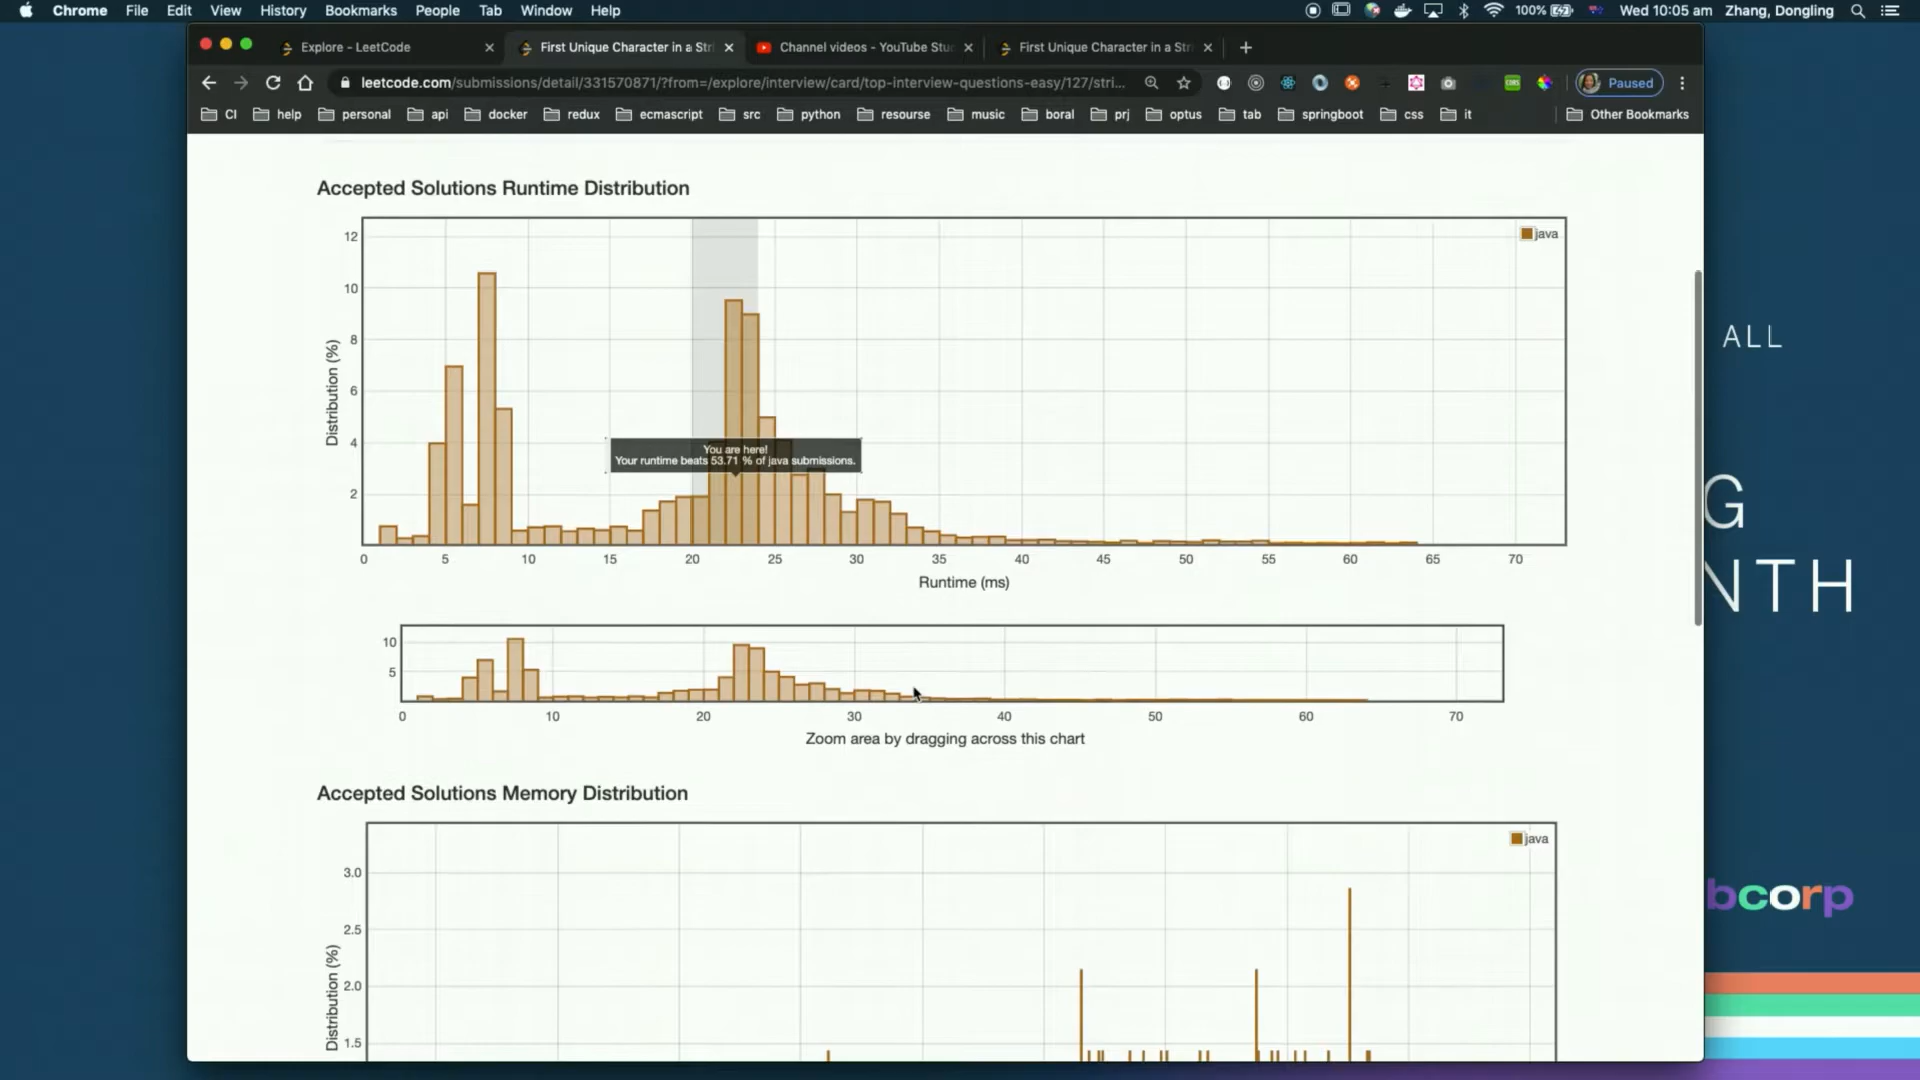 Chrome File Edit View History Bookmarks People Tab Window Help 100% Wed 10:05 am Zhang, Dongling
Explore - LeetCode First Unique Character in a Stri Channel videos - YouTube Stud First Unique Character in a Stri
leetcode.com/submissions/detail/331570871/?from=/explore/interview/card/top-interview-questions-easy/127/stri... Paused
CI help personal api docker redux ecmascript src python resourse music boral prj optus tab springboot css it Other Bookmarks
Accepted Solutions Runtime Distribution
12
java
10
8
6
4
2
Distribution (%)
You are here!
Your runtime beats 53.71 % of java submissions.
0 5 10 15 20 25 30 35 40 45 50 55 60 65 70
Runtime (ms)
10
5
0 10 20 30 40 50 60 70
Zoom area by dragging across this chart
Accepted Solutions Memory Distribution
java
3.0
2.5
2.0
1.5
Distribution (%)
ALL
G
NTH
bcorp